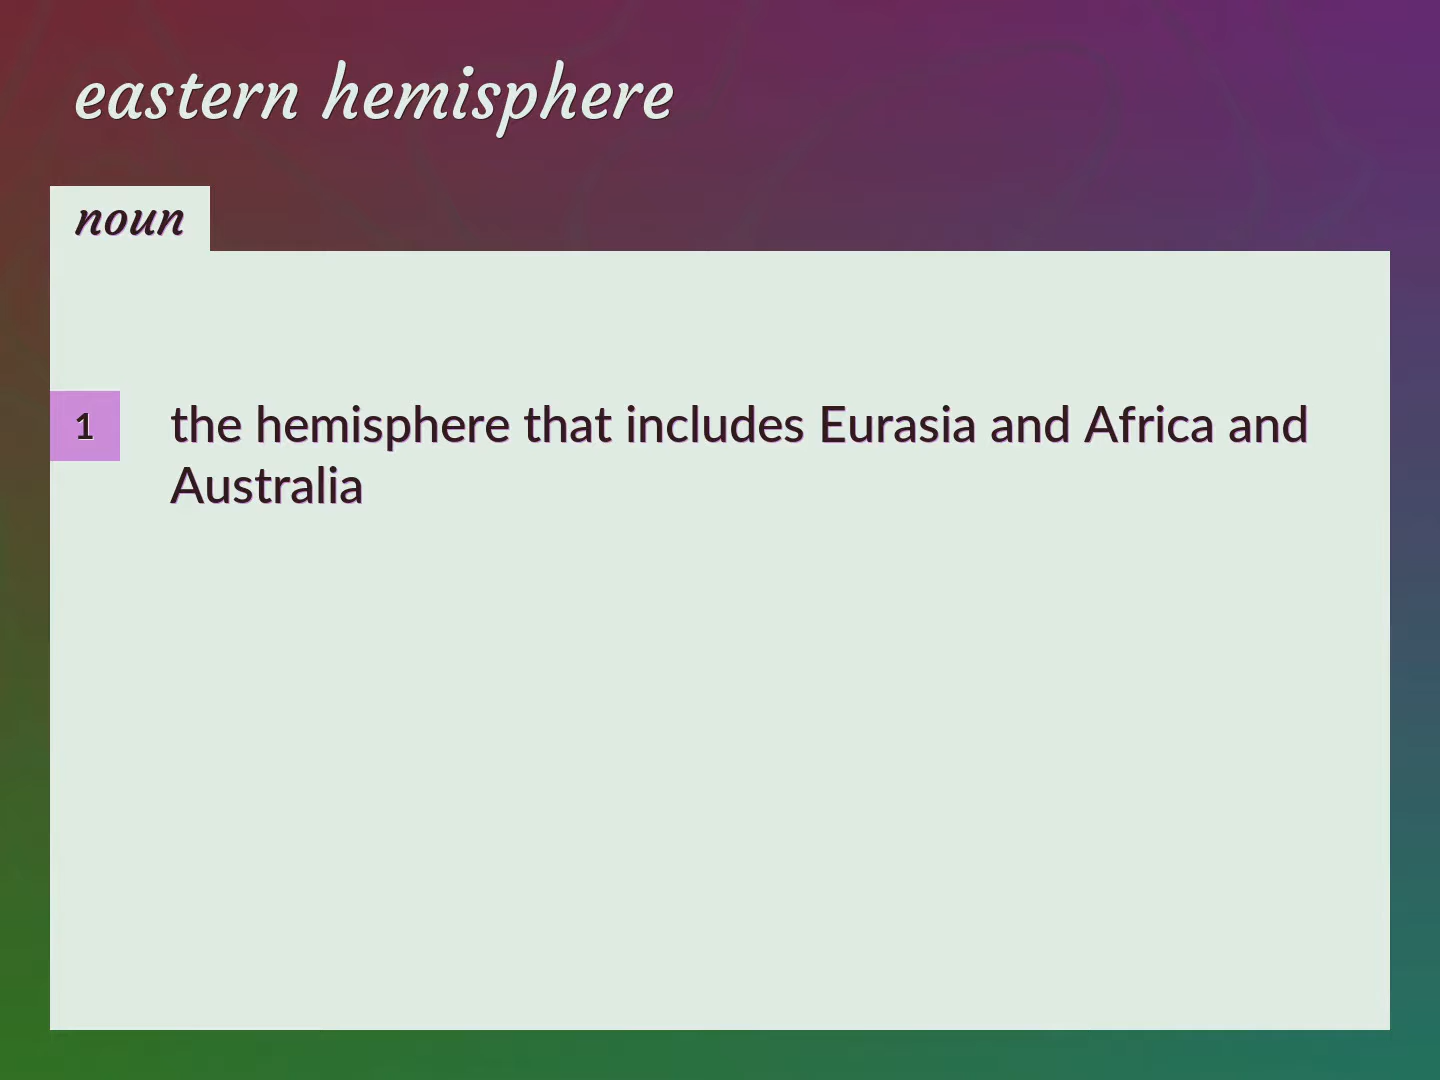 eastern hemisphere
noun
1
the hemisphere that includes Eurasia and Africa and
Australia